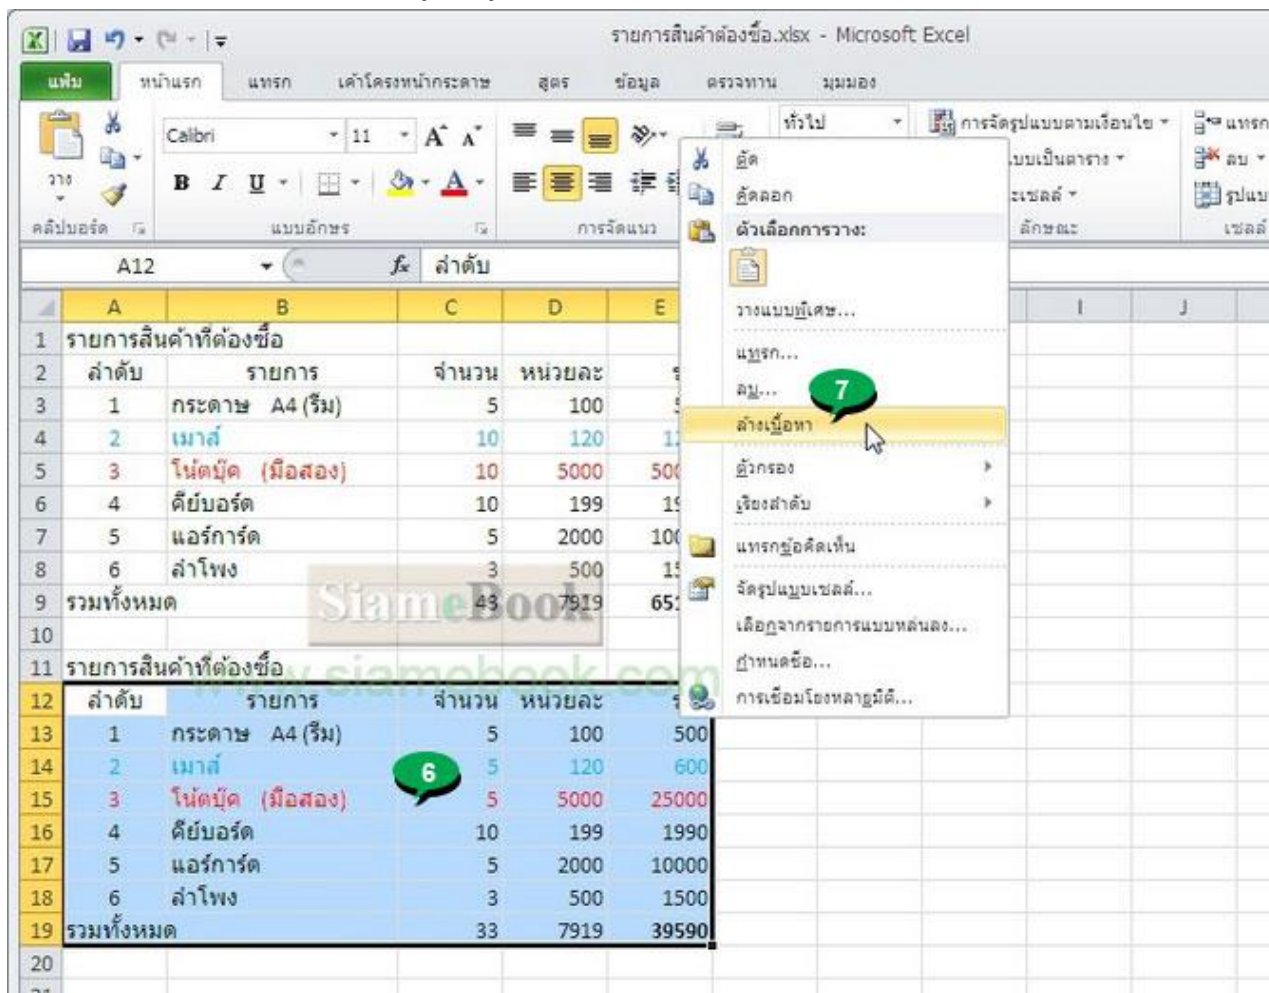 รายการสินค้าต้องซื้อ.xlsx - Microsoft Excel
แฟ้ม หน้าแรก แทรก เค้าโครงหน้ากระดาษ สูตร ข้อมูล ตรวจทาน มุมมอง
วาง
คลิปบอร์ด
Calibri 11
B I U
แบบอักษร
การจัดแนว
ทั่วไป
การจัดรูปแบบตามเงื่อนไข
บบเป็นตาราง
ะเซลล์
ลักษณะ
แทรก
ลบ
รูปแบบ
เซลล์
A12 fx ลำดับ
A B C D E I J
1 รายการสินค้าที่ต้องซื้อ
2 ลำดับ รายการ จำนวน หน่วยละ
3 1 กระดาษ A4 (รีม) 5 100
4 2 เมาส์ 10 120
5 3 โน้ตบุ๊ค (มือสอง) 10 5000 500
6 4 คีย์บอร์ด 10 199 19
7 5 แอร์การ์ด 5 2000 100
8 6 ลำโพง 3 500
9 รวมทั้งหมด 43 7919 65
10
11 รายการสินค้าที่ต้องซื้อ
12 ลำดับ รายการ จำนวน หน่วยละ
13 1 กระดาษ A4 (รีม) 5 100 500
14 2 เมาส์ 5 120 600
15 3 โน้ตบุ๊ค (มือสอง) 5 5000 25000
16 4 คีย์บอร์ด 10 199 1990
17 5 แอร์การ์ด 5 2000 10000
18 6 ลำโพง 3 500 1500
19 รวมทั้งหมด 33 7919 39590
20
6
ตัด
คัดลอก
ตัวเลือกการวาง:
วางแบบพิเศษ...
แทรก...
ลบ...
7
ล้างเนื้อหา
ตัวกรอง
เรียงลำดับ
แทรกข้อคิดเห็น
จัดรูปแบบเซลล์...
เลือกจากรายการแบบหล่นลง...
กำหนดชื่อ...
การเชื่อมโยงหลายมิติ...
SiameBook
www.siamebook.com